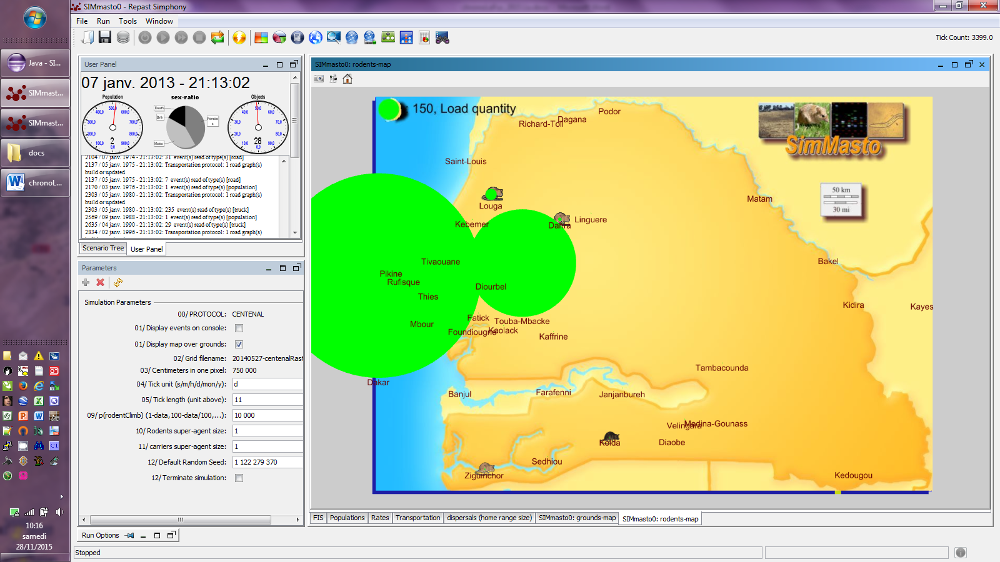 SIMmasto0 - Repast Simphony
File Run Tools Window
Tick Count: 3399.0
Java - SI...
SIMmast...
SIMmast...
docs
chronoL...
10:16
samedi
28/11/2015
User Panel
07 janv. 2013 - 21:13:02
Population
500,0
400,0 600,0
300,0 700,0
200,0 800,0
100,0 900,0
0,0
2
sex-ratio
Death
Birth
Females
Males
Objects
50,0
40,0 60,0
30,0 70,0
20,0 80,0
10,0 90,0
0,0
28
2104 / 07 janv. 1974 - 21:13:02: 31 event(s) read of type(s) [road]
2137 / 05 janv. 1975 - 21:13:02: Transportation protocol: 1 road graph(s)
build or updated
2137 / 05 janv. 1975 - 21:13:02: 7 event(s) read of type(s) [road]
2170 / 03 janv. 1976 - 21:13:02: 1 event(s) read of type(s) [population]
2303 / 05 janv. 1980 - 21:13:02: Transportation protocol: 1 road graph(s)
build or updated
2303 / 05 janv. 1980 - 21:13:02: 235 event(s) read of type(s) [truck]
2569 / 09 janv. 1988 - 21:13:02: 1 event(s) read of type(s) [population]
2635 / 04 janv. 1990 - 21:13:02: 29 event(s) read of type(s) [truck]
2834 / 02 janv. 1996 - 21:13:02: Transportation protocol: 1 road graph(s)
Scenario Tree User Panel
Parameters
Simulation Parameters
00/ PROTOCOL: CENTENAL
01/ Display events on console:
01/ Display map over grounds:
02/ Grid filename: 20140527-centenalRast
03/ Centimeters in one pixel: 750 000
04/ Tick unit (s/m/h/d/mon/y): d
05/ Tick length (unit above): 11
09/ p(rodentClimb) (1-data,100-data/100,...): 10 000
10/ Rodents super-agent size: 1
11/ carriers super-agent size: 1
12/ Default Random Seed: 1 122 279 370
12/ Terminate simulation:
Run Options
Stopped
SIMmasto0: rodents-map
150, Load quantity
Podor
Dagana
Richard-Toll
SimMasto
Saint-Louis
50 km
30 mi
Matam
Louga
Linguere
Kebemer
Dahra
Tivaouane
Bakel
Pikine
Rufisque
Diourbel
Thies
Kidira
Kayes
Fatick
Touba-Mbacke
Mbour
Foundiougne
Kaolack
Kaffrine
Tambacounda
Dakar
Banjul
Farafenni
Janjanbureh
Velingara
Medina-Gounass
Kolda
Diaobe
Sedhiou
Ziguinchor
Kedougou
FIS Populations Rates Transportation dispersals (home range size) SIMmasto0: grounds-map SIMmasto0: rodents-map